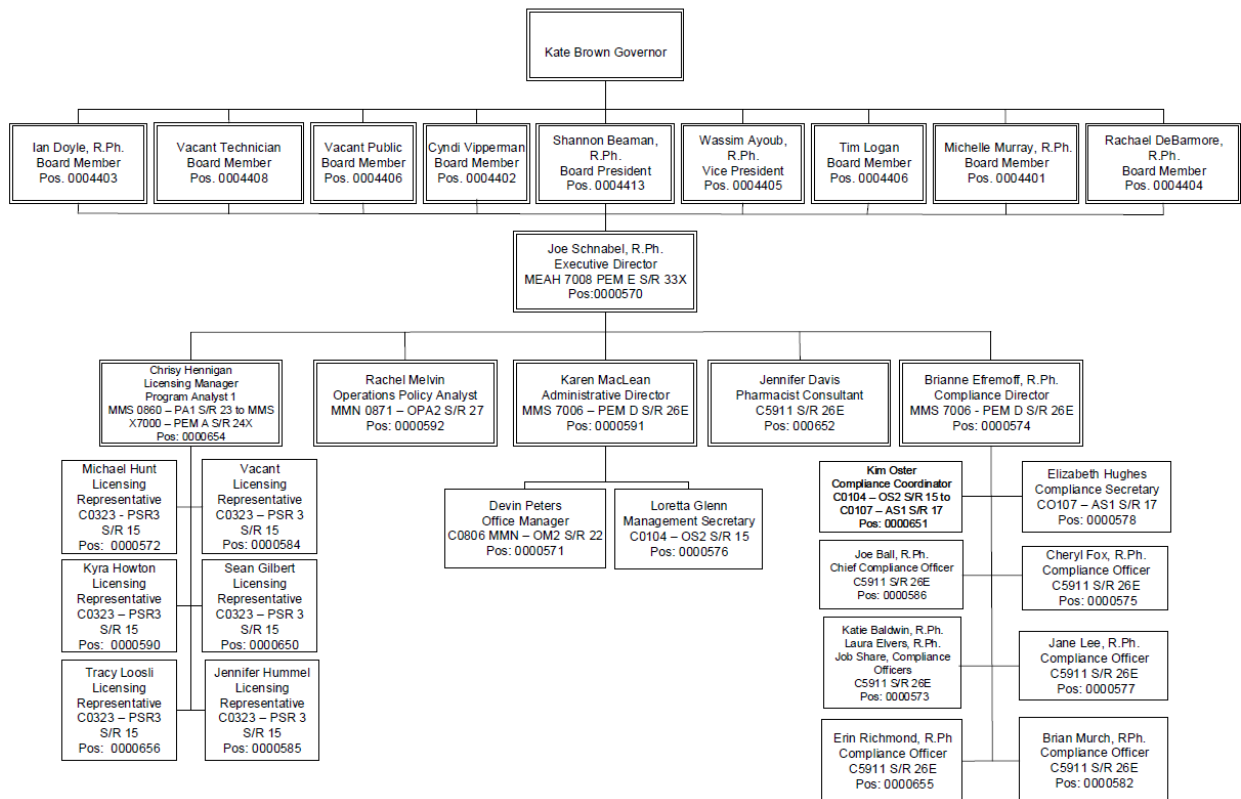 Kate Brown Governor
Ian Doyle, R.Ph.
Board Member
Pos. 0004403
Vacant Technician
Board Member
Pos. 0004408
Vacant Public
Board Member
Pos. 0004406
Cyndi Vipperman
Board Member
Pos. 0004402
Shannon Beaman,
R.Ph.
Board President
Pos. 0004413
Wassim Ayoub,
R.Ph.
Vice President
Pos. 0004405
Tim Logan
Board Member
Pos. 0004406
Michelle Murray, R.Ph.
Board Member
Pos. 0004401
Rachael DeBarmore,
R.Ph.
Board Member
Pos. 0004404
Joe Schnabel, R.Ph.
Executive Director
MEAH 7008 PEM E S/R 33X
Pos:0000570
Chrisy Hennigan
Licensing Manager
Program Analyst 1
MMS 0860 – PA1 S/R 23 to MMS
X7000 – PEM A S/R 24X
Pos: 0000654
Rachel Melvin
Operations Policy Analyst
MMN 0871 – OPA2 S/R 27
Pos: 0000592
Karen MacLean
Administrative Director
MMS 7006 – PEM D S/R 26E
Pos: 0000591
Jennifer Davis
Pharmacist Consultant
C5911 S/R 26E
Pos: 000652
Brianne Efremoff, R.Ph.
Compliance Director
MMS 7006 - PEM D S/R 26E
Pos: 0000574
Michael Hunt
Licensing
Representative
C0323 - PSR3
S/R 15
Pos: 0000572
Vacant
Licensing
Representative
C0323 – PSR 3
S/R 15
Pos: 0000584
Kyra Howton
Licensing
Representative
C0323 – PSR3
S/R 15
Pos: 0000590
Sean Gilbert
Licensing
Representative
C0323 – PSR 3
S/R 15
Pos: 0000650
Tracy Loosli
Licensing
Representative
C0323 – PSR3
S/R 15
Pos: 0000656
Jennifer Hummel
Licensing
Representative
C0323 – PSR 3
S/R 15
Pos: 0000585
Devin Peters
Office Manager
C0806 MMN – OM2 S/R 22
Pos: 0000571
Loretta Glenn
Management Secretary
C0104 – OS2 S/R 15
Pos: 0000576
Kim Oster
Compliance Coordinator
C0104 – OS2 S/R 15 to
C0107 – AS1 S/R 17
Pos: 0000651
Elizabeth Hughes
Compliance Secretary
CO107 – AS1 S/R 17
Pos: 0000578
Joe Ball, R.Ph.
Chief Compliance Officer
C5911 S/R 26E
Pos: 0000586
Cheryl Fox, R.Ph.
Compliance Officer
C5911 S/R 26E
Pos: 0000575
Katie Baldwin, R.Ph.
Laura Elvers, R.Ph.
Job Share, Compliance
Officers
C5911 S/R 26E
Pos: 0000573
Jane Lee, R.Ph.
Compliance Officer
C5911 S/R 26E
Pos: 0000577
Erin Richmond, R.Ph
Compliance Officer
C5911 S/R 26E
Pos: 0000655
Brian Murch, RPh.
Compliance Officer
C5911 S/R 26E
Pos: 0000582